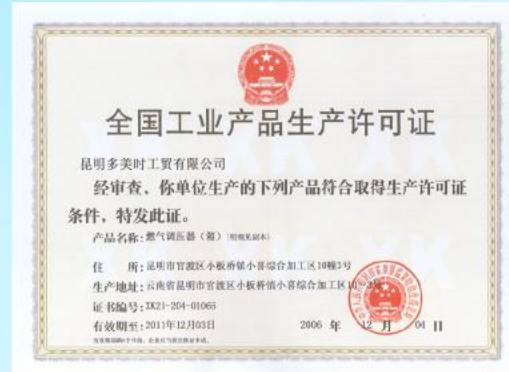 全国工业产品生产许可证
昆明多美时工贸有限公司
经审查，你单位生产的下列产品符合取得生产许可证
条件，特发此证。
产品名称：燃气调压器（箱）[明细见副本]
住 所：昆明市官渡区小板桥镇小喜综合加工区10幢3号
生产地址：云南省昆明市官渡区小板桥镇小喜综合加工区10-3号
证书编号：XK21-204-01065
有效期至：2011年12月03日
2006 年 12 月 04 日